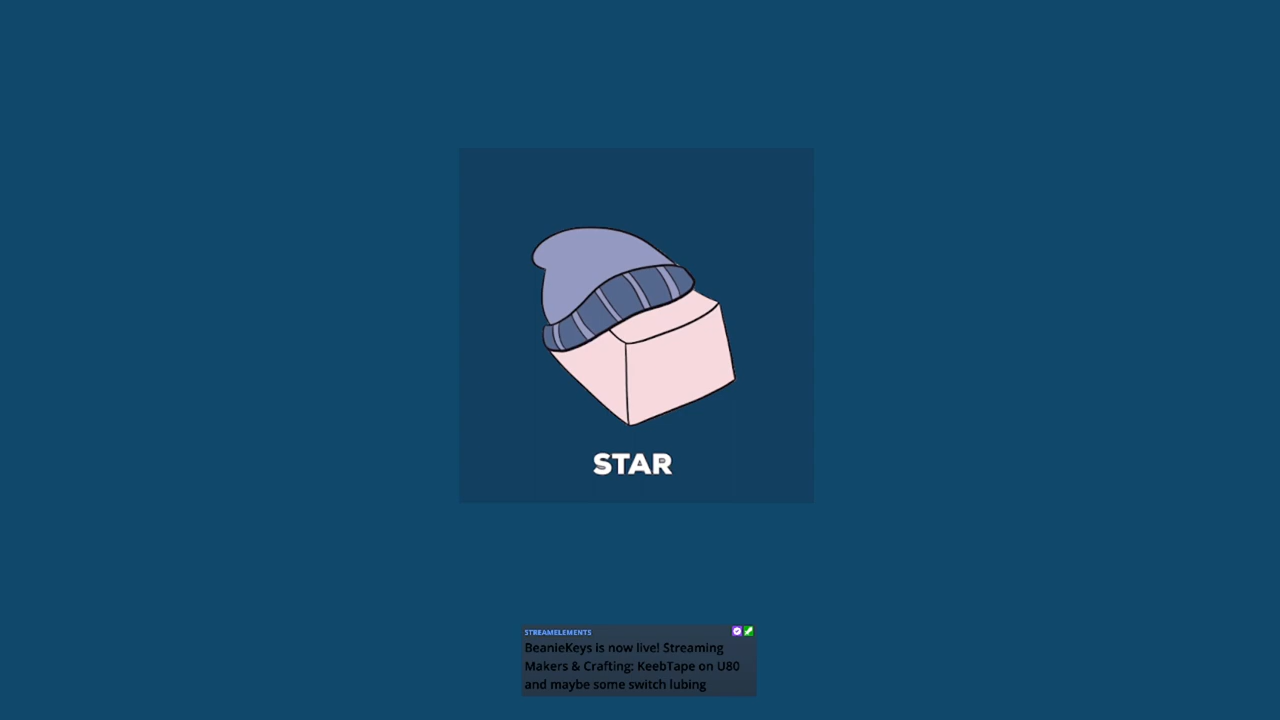 STAR
STREAMELEMENTS
BeanieKeys is now live! Streaming
Makers & Crafting: KeebTape on U80
and maybe some switch lubing